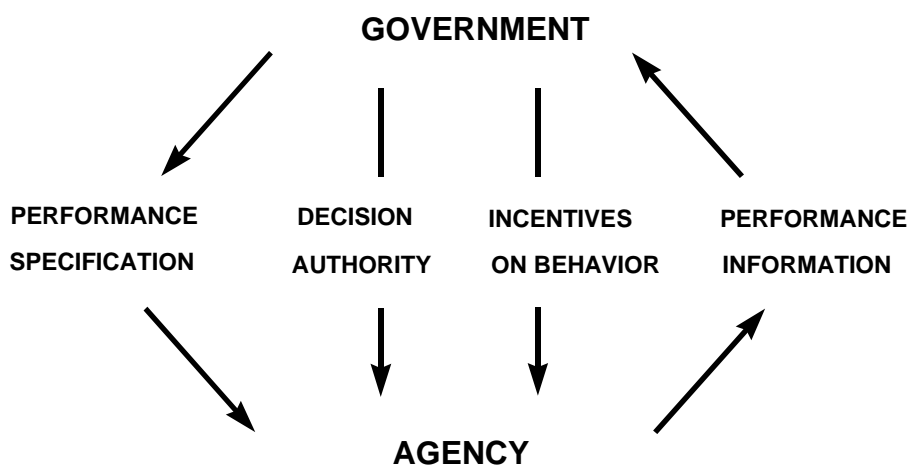 GOVERNMENT
PERFORMANCE
SPECIFICATION
DECISION
AUTHORITY
INCENTIVES
ON BEHAVIOR
PERFORMANCE
INFORMATION
AGENCY